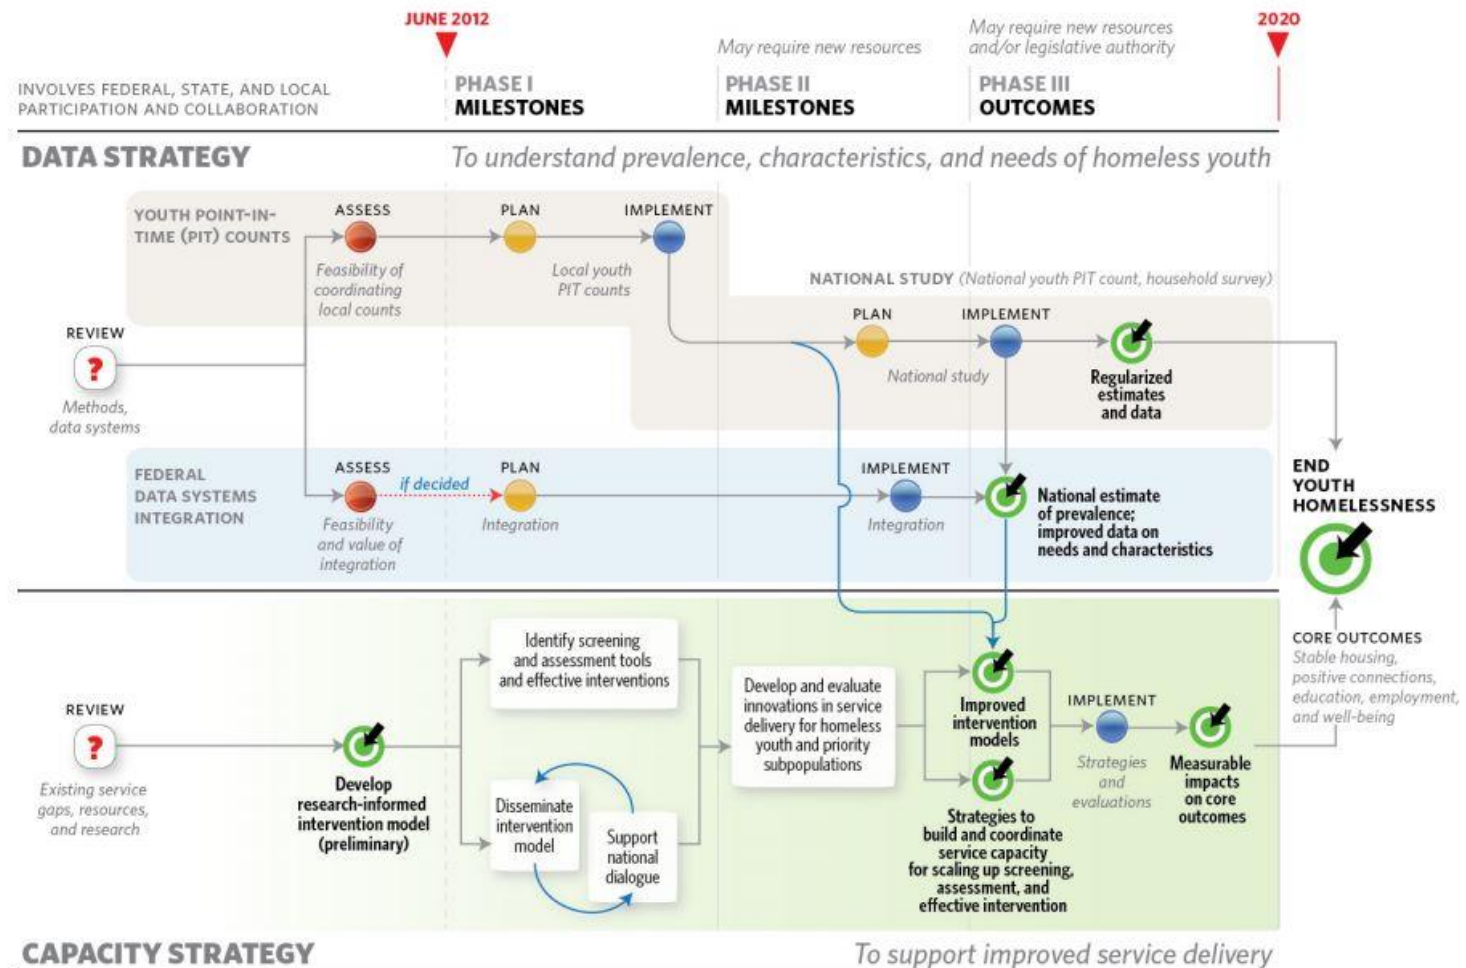 JUNE 2012
2020
May require new resources
May require new resources
and/or legislative authority
INVOLVES FEDERAL, STATE, AND LOCAL
PARTICIPATION AND COLLABORATION
PHASE I
MILESTONES
PHASE II
MILESTONES
PHASE III
OUTCOMES
DATA STRATEGY
To understand prevalence, characteristics, and needs of homeless youth
YOUTH POINT-IN-
TIME (PIT) COUNTS
ASSESS
Feasibility of
coordinating
local counts
PLAN
IMPLEMENT
Local youth
PIT counts
NATIONAL STUDY (National youth PIT count, household survey)
PLAN
IMPLEMENT
National study
Regularized
estimates
and data
REVIEW
?
Methods,
data systems
FEDERAL
DATA SYSTEMS
INTEGRATION
ASSESS
Feasibility
and value of
integration
if decided
PLAN
Integration
IMPLEMENT
Integration
National estimate
of prevalence;
improved data on
needs and characteristics
END
YOUTH
HOMELESSNESS
CORE OUTCOMES
Stable housing,
positive connections,
education, employment,
and well-being
REVIEW
?
Existing service
gaps, resources,
and research
Develop
research-informed
intervention model
(preliminary)
Identify screening
and assessment tools
and effective interventions
Disseminate
intervention
model
Support
national
dialogue
Develop and evaluate
innovations in service
delivery for homeless
youth and priority
subpopulations
Improved
intervention
models
Strategies to
build and coordinate
service capacity
for scaling up screening,
assessment, and
effective intervention
IMPLEMENT
Strategies
and
evaluations
Measurable
impacts
on core
outcomes
CAPACITY STRATEGY
To support improved service delivery